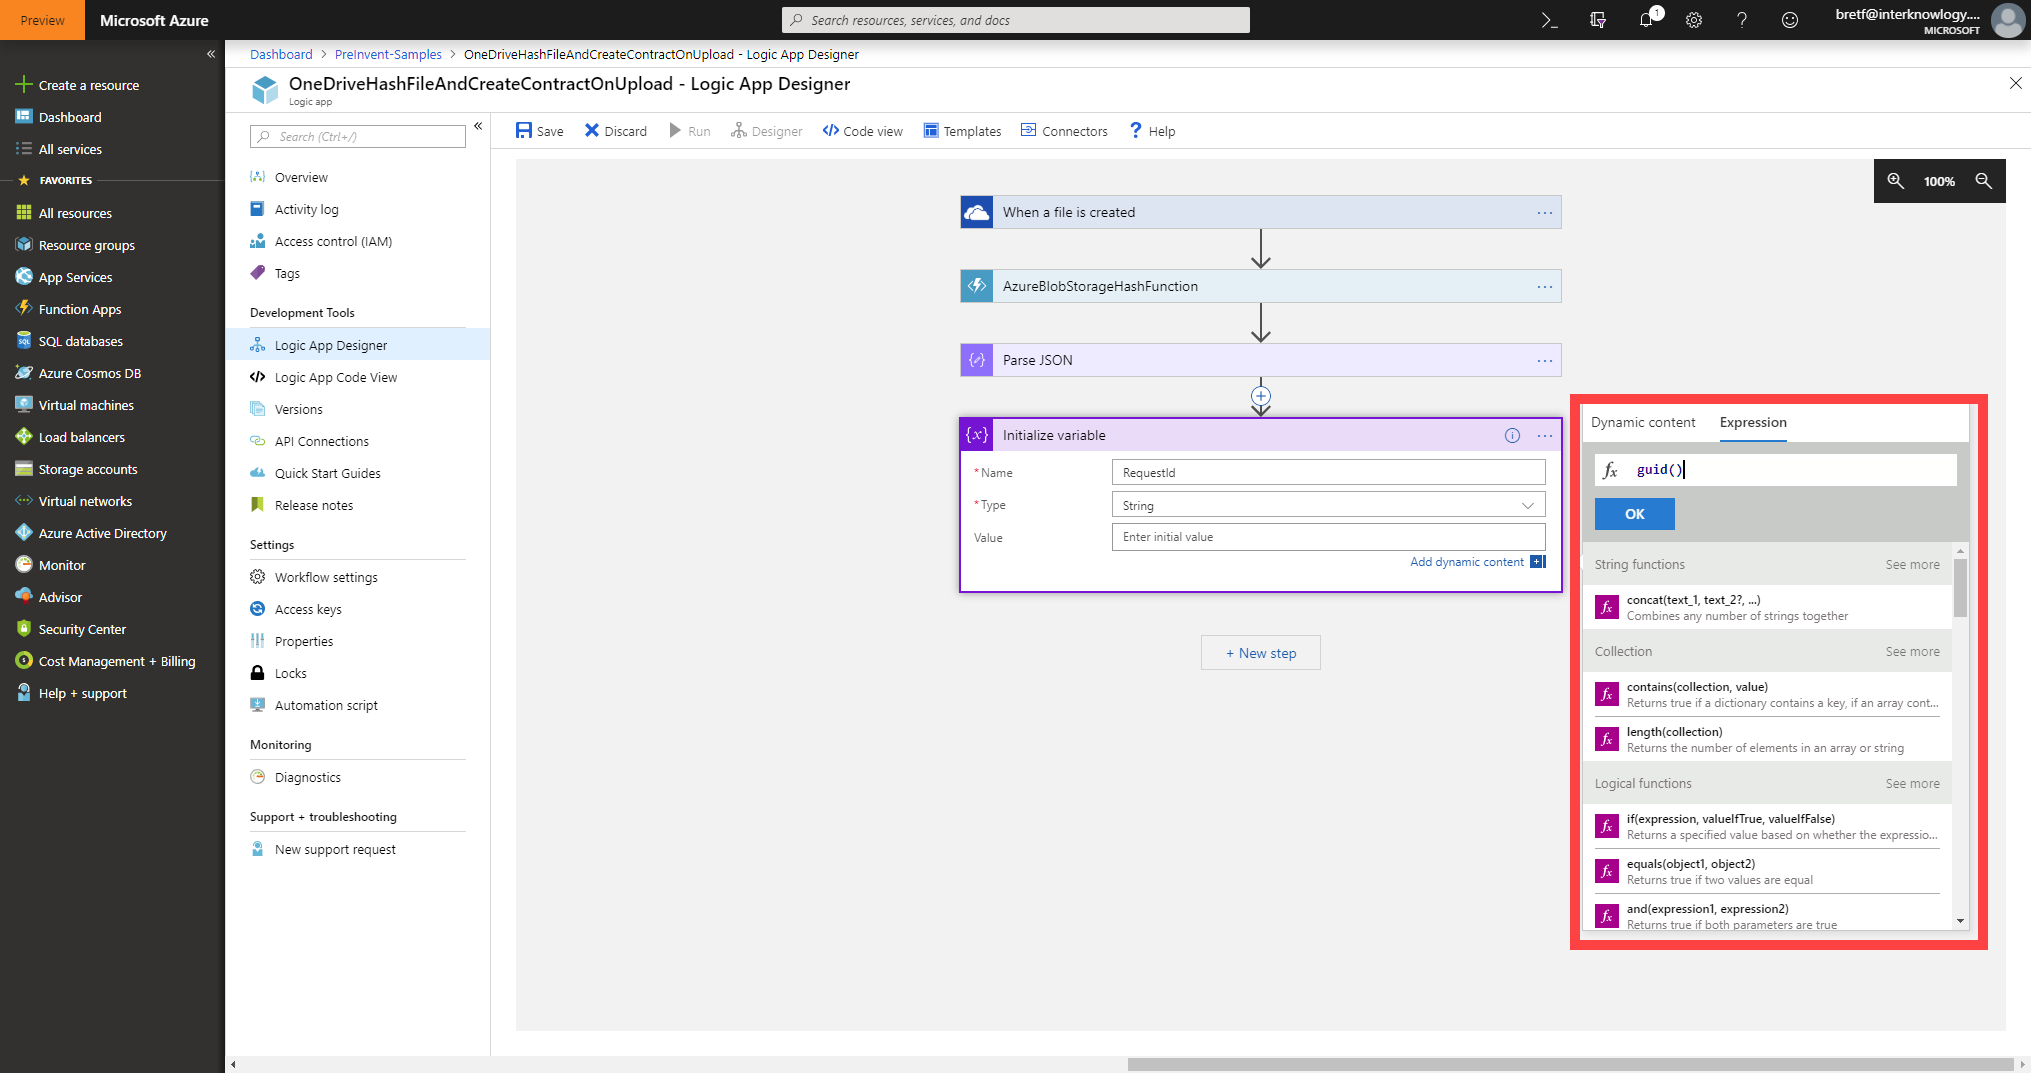 Preview
Microsoft Azure
Search resources, services, and docs
1
bretf@interknowlogy....
MICROSOFT
Create a resource
Dashboard
All services
FAVORITES
All resources
Resource groups
App Services
Function Apps
SQL databases
Azure Cosmos DB
Virtual machines
Load balancers
Storage accounts
Virtual networks
Azure Active Directory
Monitor
Advisor
Security Center
Cost Management + Billing
Help + support
Dashboard > PreInvent-Samples > OneDriveHashFileAndCreateContractOnUpload - Logic App Designer
OneDriveHashFileAndCreateContractOnUpload - Logic App Designer
Logic app
Search (Ctrl+/)
Overview
Activity log
Access control (IAM)
Tags
Development Tools
Logic App Designer
Logic App Code View
Versions
API Connections
Quick Start Guides
Release notes
Settings
Workflow settings
Access keys
Properties
Locks
Automation script
Monitoring
Diagnostics
Support + troubleshooting
New support request
Save Discard Run Designer Code view Templates Connectors Help
100%
When a file is created
AzureBlobStorageHashFunction
Parse JSON
Initialize variable
* Name RequestId
* Type String
Value Enter initial value
Add dynamic content
+ New step
Dynamic content Expression
fx guid()
OK
String functions See more
concat(text_1, text_2?, ...)
Combines any number of strings together
Collection See more
contains(collection, value)
Returns true if a dictionary contains a key, if an array cont...
length(collection)
Returns the number of elements in an array or string
Logical functions See more
if(expression, valueIfTrue, valueIfFalse)
Returns a specified value based on whether the expressio...
equals(object1, object2)
Returns true if two values are equal
and(expression1, expression2)
Returns true if both parameters are true